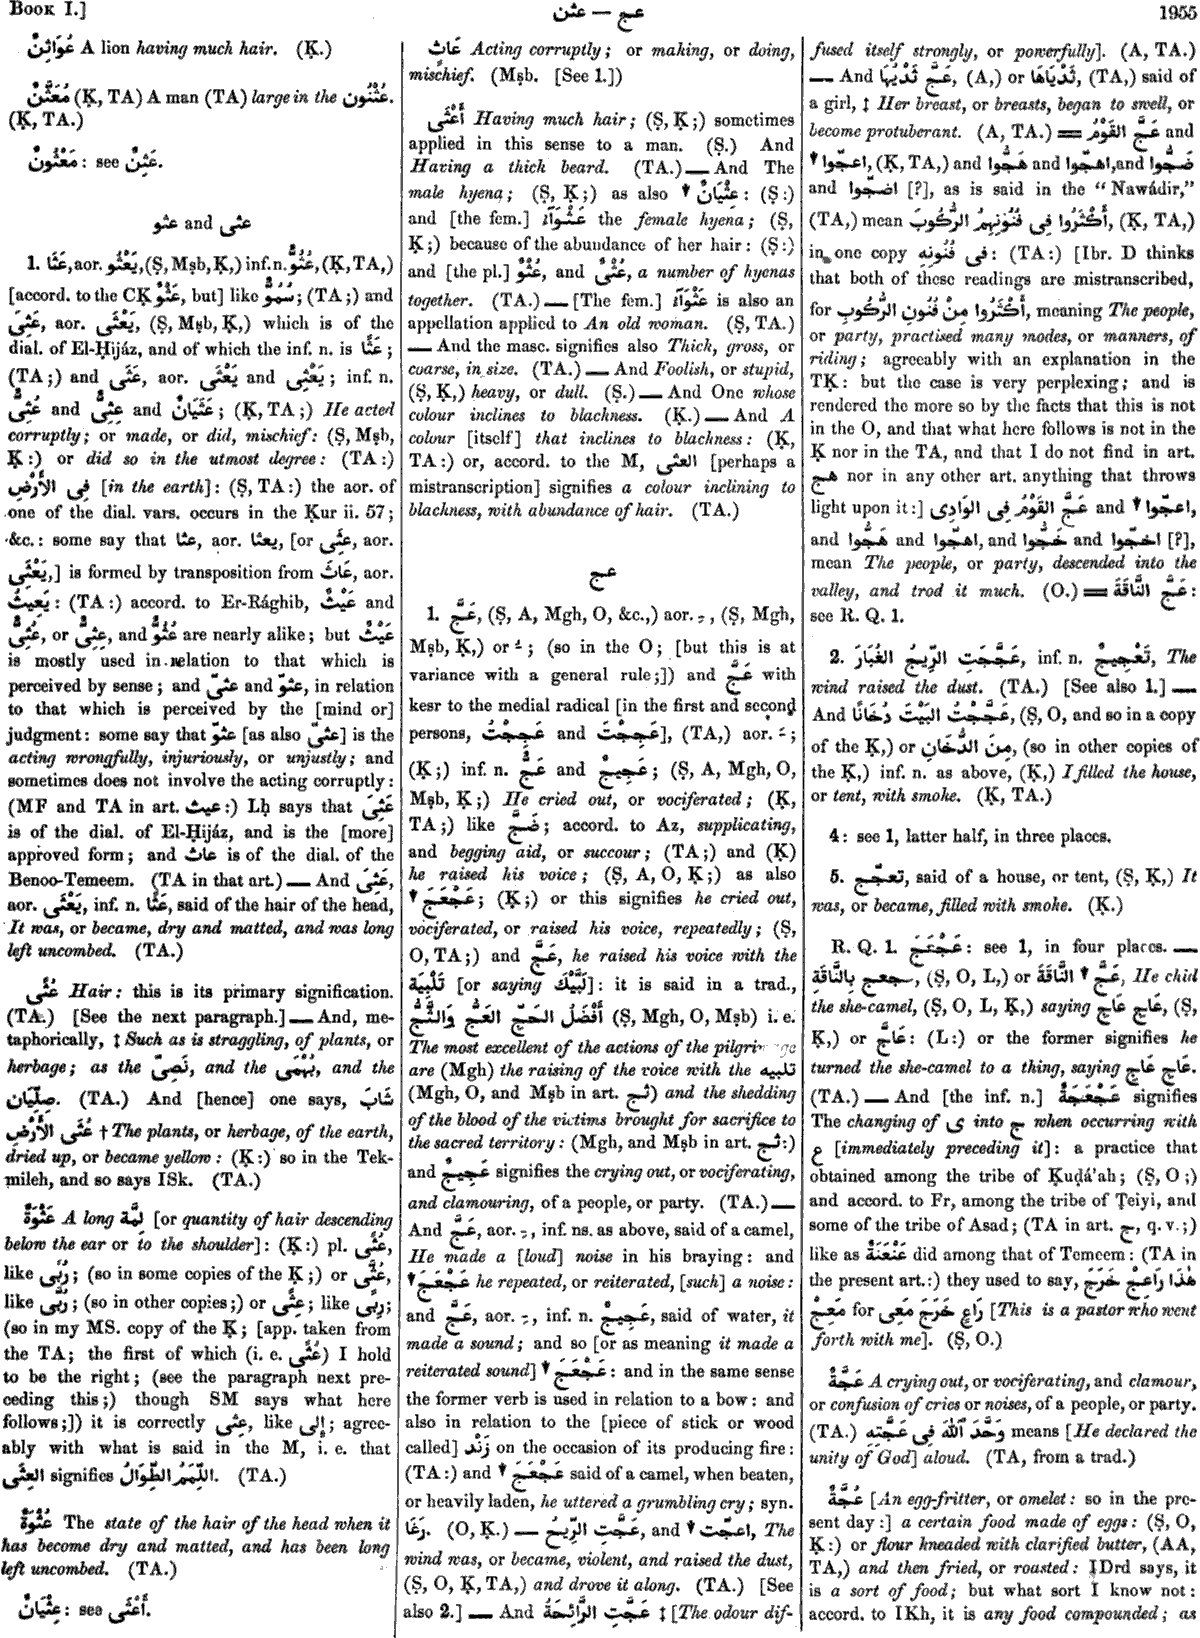 BOOK I.]
عثن — عج
1955
عُوَاثِنٌ A lion having much hair. (Ḳ.)
مُعَثَّنٌ (Ḳ, TA) A man (TA) large in the عُثْنُون.
(Ḳ, TA.)
مَعْثُونٌ: see عَثِنٌ.
عثو and عثى
1. عَثَا, aor. يَعْثُو, (Ṣ, Mṣb, Ḳ,) inf. n. عُثُوٌّ, (Ḳ, TA,)
[accord. to the CḲ عَثْوٌ, but] like سُمُوٌّ; (TA;) and
عَثِىَ, aor. يَعْثَى, (Ṣ, Mṣb, Ḳ,) which is of the
dial. of El-Ḥijáz, and of which the inf. n. is عَثًا;
(TA;) and عَثَى, aor. يَعْثِى and يَعْثَى; inf. n.
عُثِىٌّ and عِثِىٌّ and عَثَيَانٌ; (Ḳ, TA;) He acted
corruptly; or made, or did, mischief: (Ṣ, Mṣb,
Ḳ:) or did so in the utmost degree: (TA:)
فِى الأَرْضِ [in the earth]: (Ṣ, TA:) the aor. of
one of the dial. vars. occurs in the Ḳur ii. 57;
&c.: some say that عثا, aor. يعثا, [or عَثِى, aor.
يَعْثَى,] is formed by transposition from عَاثَ, aor.
يَعِيثُ: (TA:) accord. to Er-Rághib, عَيْثٌ and
عُثِىٌّ, or عِثِىٌّ, and عُثُوٌّ are nearly alike; but عَيْثٌ
is mostly used in relation to that which is
perceived by sense; and عثىّ and عثوّ, in relation
to that which is perceived by the [mind or]
judgment: some say that عثوّ [as also عثىّ] is the
acting wrongfully, injuriously, or unjustly; and
sometimes does not involve the acting corruptly:
(MF and TA in art. عيث:) Lḥ says that عَثِىَ
is of the dial. of El-Ḥijáz, and is the [more]
approved form; and عاث is of the dial. of the
Benoo-Temeem. (TA in that art.) — And عَثِىَ,
aor. يَعْثَى, inf. n. عَثًا, said of the hair of the head,
It was, or became, dry and matted, and was long
left uncombed. (TA.)
عُثًى Hair: this is its primary signification.
(TA.) [See the next paragraph.] — And, me-
taphorically, ‡ Such as is straggling, of plants, or
herbage; as the نَصِىّ, and the بُهْمَى, and the
صِلِّيَان. (TA.) And [hence] one says, شَابَ
عُثَى الأَرْضِ † The plants, or herbage, of the earth,
dried up, or became yellow: (Ḳ:) so in the Tek-
mileh, and so says ISk. (TA.)
عُثْوَةٌ A long لِمَّة [or quantity of hair descending
below the ear or to the shoulder]: (Ḳ:) pl. عُثًى,
like رُبًى; (so in some copies of the Ḳ;) or عُثَّى,
like رُبَّى; (so in other copies;) or عِثًى; like رِبًى;
(so in my MS. copy of the Ḳ; [app. taken from
the TA; the first of which (i. e. عُثًى) I hold
to be the right; (see the paragraph next pre-
ceding this;) though SM says what here
follows;]) it is correctly عِثًى, like إِلًى; agree-
ably with what is said in the M, i. e. that
العِثَى signifies اللِّمَمُ الطِّوَالُ. (TA.)
عُثْوَةٌ The state of the hair of the head when it
has become dry and matted, and has been long
left uncombed. (TA.)
عِثْيَانٌ: see أَعْثَى.
عَاثٍ Acting corruptly; or making, or doing,
mischief. (Mṣb. [See 1.])
أَعْثَى Having much hair; (Ṣ, Ḳ;) sometimes
applied in this sense to a man. (Ṣ.) And
Having a thick beard. (TA.) — And The
male hyena; (Ṣ, Ḳ;) as also ▾ عِثْيَانٌ: (Ṣ:)
and [the fem.] عَثْوَآءُ the female hyena; (Ṣ,
Ḳ;) because of the abundance of her hair: (Ṣ:)
and [the pl.] عُثْوٌ, and عُثْىٌ, a number of hyenas
together. (TA.) — [The fem.] عَثْوَآءُ is also an
appellation applied to An old woman. (Ṣ, TA.)
— And the masc. signifies also Thick, gross, or
coarse, in size. (TA.) — And Foolish, or stupid,
(Ṣ, Ḳ,) heavy, or dull. (Ṣ.) — And One whose
colour inclines to blackness. (Ḳ.) — And A
colour [itself] that inclines to blackness: (Ḳ,
TA:) or, accord. to the M, العثى [perhaps a
mistranscription] signifies a colour inclining to
blackness, with abundance of hair. (TA.)
عج
1. عَجَّ, (Ṣ, A, Mgh, O, &c.,) aor. ـِ, (Ṣ, Mgh,
Mṣb, Ḳ,) or ـُ; (so in the O; [but this is at
variance with a general rule;]) and عَجَّ with
kesr to the medial radical [in the first and second
persons, عَجِجْتُ and عَجِجْتَ], (TA,) aor. ـَ;
(Ḳ;) inf. n. عَجٌّ and عَجِيجٌ; (Ṣ, A, Mgh, O,
Mṣb, Ḳ;) He cried out, or vociferated; (Ḳ,
TA;) like ضَجَّ; accord. to Az, supplicating,
and begging aid, or succour; (TA;) and (Ḳ)
he raised his voice; (Ṣ, A, O, Ḳ;) as also
▾ عَجْعَجَ; (Ḳ;) or this signifies he cried out,
vociferated, or raised his voice, repeatedly; (Ṣ,
O, TA;) and عَجَّ, he raised his voice with the
تَلْبِيَة [or saying لَبَّيْكَ]: it is said in a trad.,
أَفْضَلُ الحَجِّ العَجُّ وَالثَّجُّ (Ṣ, Mgh, O, Mṣb) i. e.
The most excellent of the actions of the pilgrimage
are (Mgh) the raising of the voice with the تلبيه
(Mgh, O, and Mṣb in art. ثج) and the shedding
of the blood of the victims brought for sacrifice to
the sacred territory: (Mgh, and Mṣb in art. ثج:)
and عَجِيجٌ signifies the crying out, or vociferating,
and clamouring, of a people, or party. (TA.) —
And عَجَّ, aor. ـِ, inf. ns. as above, said of a camel,
He made a [loud] noise in his braying: and
▾ عَجْعَجَ he repeated, or reiterated, [such] a noise:
and عَجَّ, aor. ـِ, inf. n. عَجِيجٌ, said of water, it
made a sound; and so [or as meaning it made a
reiterated sound] ▾ عَجْعَجَ: and in the same sense
the former verb is used in relation to a bow: and
also in relation to the [piece of stick or wood
called] زَنْد on the occasion of its producing fire:
(TA:) and ▾ عَجْعَجَ said of a camel, when beaten,
or heavily laden, he uttered a grumbling cry; syn.
رَغَا. (O, Ḳ.) — عَجَّتِ الرِّيحُ, and ▾ اعجّت, The
wind was, or became, violent, and raised the dust,
(Ṣ, O, Ḳ, TA,) and drove it along. (TA.) [See
also 2.] — And عَجَّتِ الرَّائِحَةُ ‡ [The odour dif-
fused itself strongly, or powerfully]. (A, TA.)
— And عَجَّ ثَدْيُهَا, (A,) or ثَدْيَاهَا, (TA,) said of
a girl, ‡ Her breast, or breasts, began to swell, or
become protuberant. (A, TA.) = عَجَّ القَوْمُ and
▾ اعجّوا, (Ḳ, TA,) and هَجُّوا and اهجّوا, and ضَجُّوا
and اضجّوا [?], as is said in the "Nawádir,"
(TA,) mean أَكْثَرُوا فِى فُنُونِهِمُ الرُّكُوبَ, (Ḳ, TA,)
in one copy فِى فُنُونِهِ: (TA:) [Ibr. D thinks
that both of these readings are mistranscribed,
for أَكْثَرُوا مِنْ فُنُونِ الرُّكُوبِ, meaning The people,
or party, practised many modes, or manners, of
riding; agreeably with an explanation in the
TḲ: but the case is very perplexing; and is
rendered the more so by the facts that this is not
in the O, and that what here follows is not in the
Ḳ nor in the TA, and that I do not find in art.
هج nor in any other art. anything that throws
light upon it:] عَجَّ القَوْمُ فِى الوَادِى and ▾ اعجّوا,
and هَجُّوا and اهجّوا, and خَجُّوا and اخجّوا [?],
mean The people, or party, descended into the
valley, and trod it much. (O.) = عَجَّ النَّاقَةَ:
see R. Q. 1.
2. عَجَّجَتِ الرِّيحُ الغُبَارَ, inf. n. تَعْجِيجٌ, The
wind raised the dust. (TA.) [See also 1.] —
And عَجَّجْتُ البَيْتَ دُخَانًا, (Ṣ, O, and so in a copy
of the Ḳ,) or مِنَ الدُّخَانِ, (so in other copies of
the Ḳ,) inf. n. as above, (Ḳ,) I filled the house,
or tent, with smoke. (Ḳ, TA.)
4: see 1, latter half, in three places.
5. تعجّج, said of a house, or tent, (Ṣ, Ḳ,) It
was, or became, filled with smoke. (Ḳ.)
R. Q. 1. عَجْعَجَ: see 1, in four places. —
عجعج بِالنَّاقَةِ, (Ṣ, O, L,) or ▾ عَجَّ النَّاقَةَ, He chid
the she-camel, (Ṣ, O, L, Ḳ,) saying عَاجِ عَاجِ, (Ṣ,
Ḳ,) or عَاجٍّ: (L:) or the former signifies he
turned the she-camel to a thing, saying عَاجِ عَاجِ.
(TA.) — And [the inf. n.] عَجْعَجَةٌ signifies
The changing of ى into ج when occurring with
ع [immediately preceding it]: a practice that
obtained among the tribe of Ḳuḍá'ah; (Ṣ, O;)
and accord. to Fr, among the tribe of Ṭeiyi, and
some of the tribe of Asad; (TA in art. ج, q. v.;)
like as عَنْعَنَةٌ did among that of Temeem: (TA in
the present art.:) they used to say, هٰذَا رَاعِجْ خَرَجَ
مَعِجْ for رَاعٍ خَرَجَ مَعِى [This is a pastor who went
forth with me]. (Ṣ, O.)
عَجَّةٌ A crying out, or vociferating, and clamour,
or confusion of cries or noises, of a people, or party.
(TA.) وَحَّدَ ٱللّٰهَ فِى عَجَّتِهِ means [He declared the
unity of God] aloud. (TA, from a trad.)
عُجَّةٌ [An egg-fritter, or omelet: so in the pre-
sent day:] a certain food made of eggs: (Ṣ, O,
Ḳ:) or flour kneaded with clarified butter, (AA,
TA,) and then fried, or roasted: IDrd says, it
is a sort of food; but what sort I know not:
accord. to IKh, it is any food compounded; as